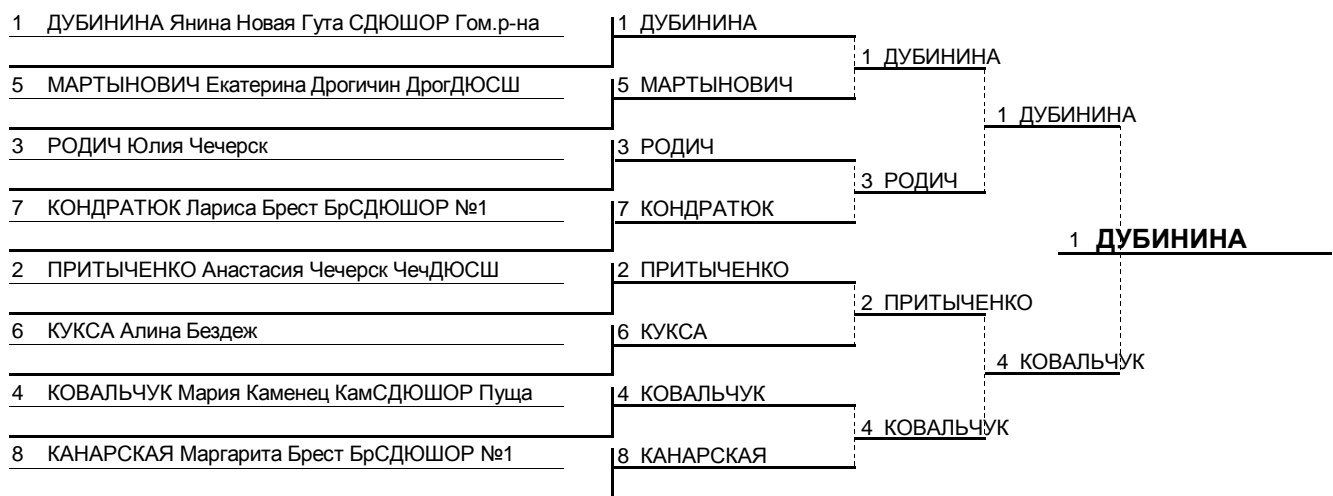 1 ДУБИНИНА Янина Новая Гута СДЮШОР Гом.р-на
1 ДУБИНИНА
1 ДУБИНИНА
5 МАРТЫНОВИЧ Екатерина Дрогичин ДрогДЮСШ
5 МАРТЫНОВИЧ
1 ДУБИНИНА
3 РОДИЧ Юлия Чечерск
3 РОДИЧ
3 РОДИЧ
7 КОНДРАТЮК Лариса Брест БрСДЮШОР №1
7 КОНДРАТЮК
1 ДУБИНИНА
2 ПРИТЫЧЕНКО Анастасия Чечерск ЧечДЮСШ
2 ПРИТЫЧЕНКО
2 ПРИТЫЧЕНКО
6 КУКСА Алина Бездеж
6 КУКСА
4 КОВАЛЬЧУК
4 КОВАЛЬЧУК Мария Каменец КамСДЮШОР Пуща
4 КОВАЛЬЧУК
4 КОВАЛЬЧУК
8 КАНАРСКАЯ Маргарита Брест БрСДЮШОР №1
8 КАНАРСКАЯ